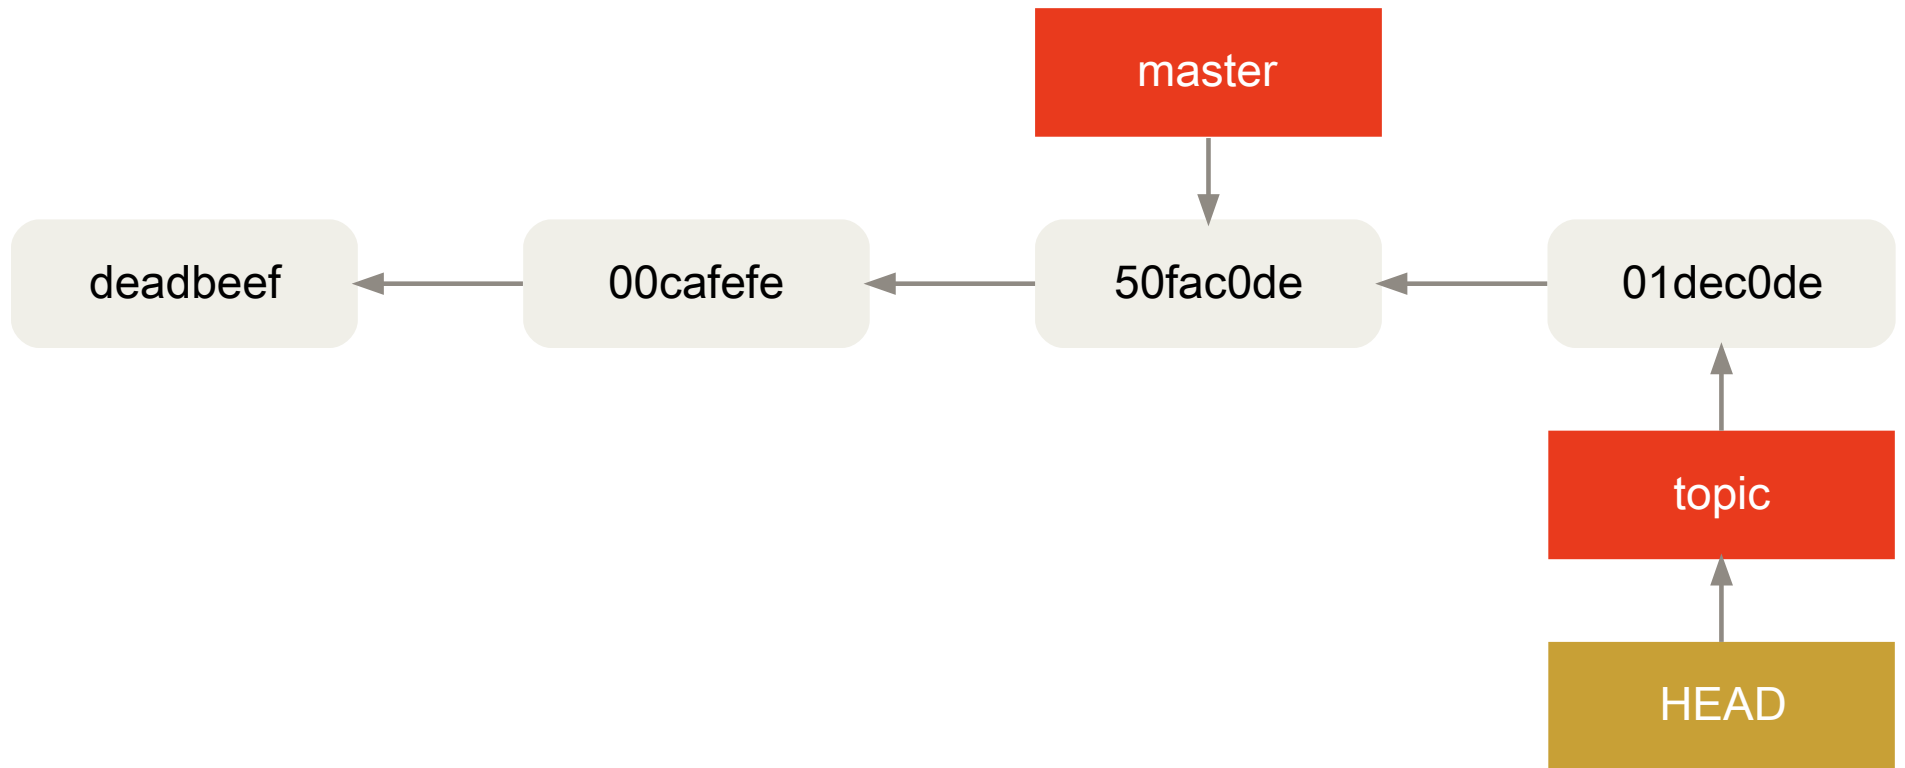 master
deadbeef
00cafefe
50fac0de
01dec0de
topic
HEAD